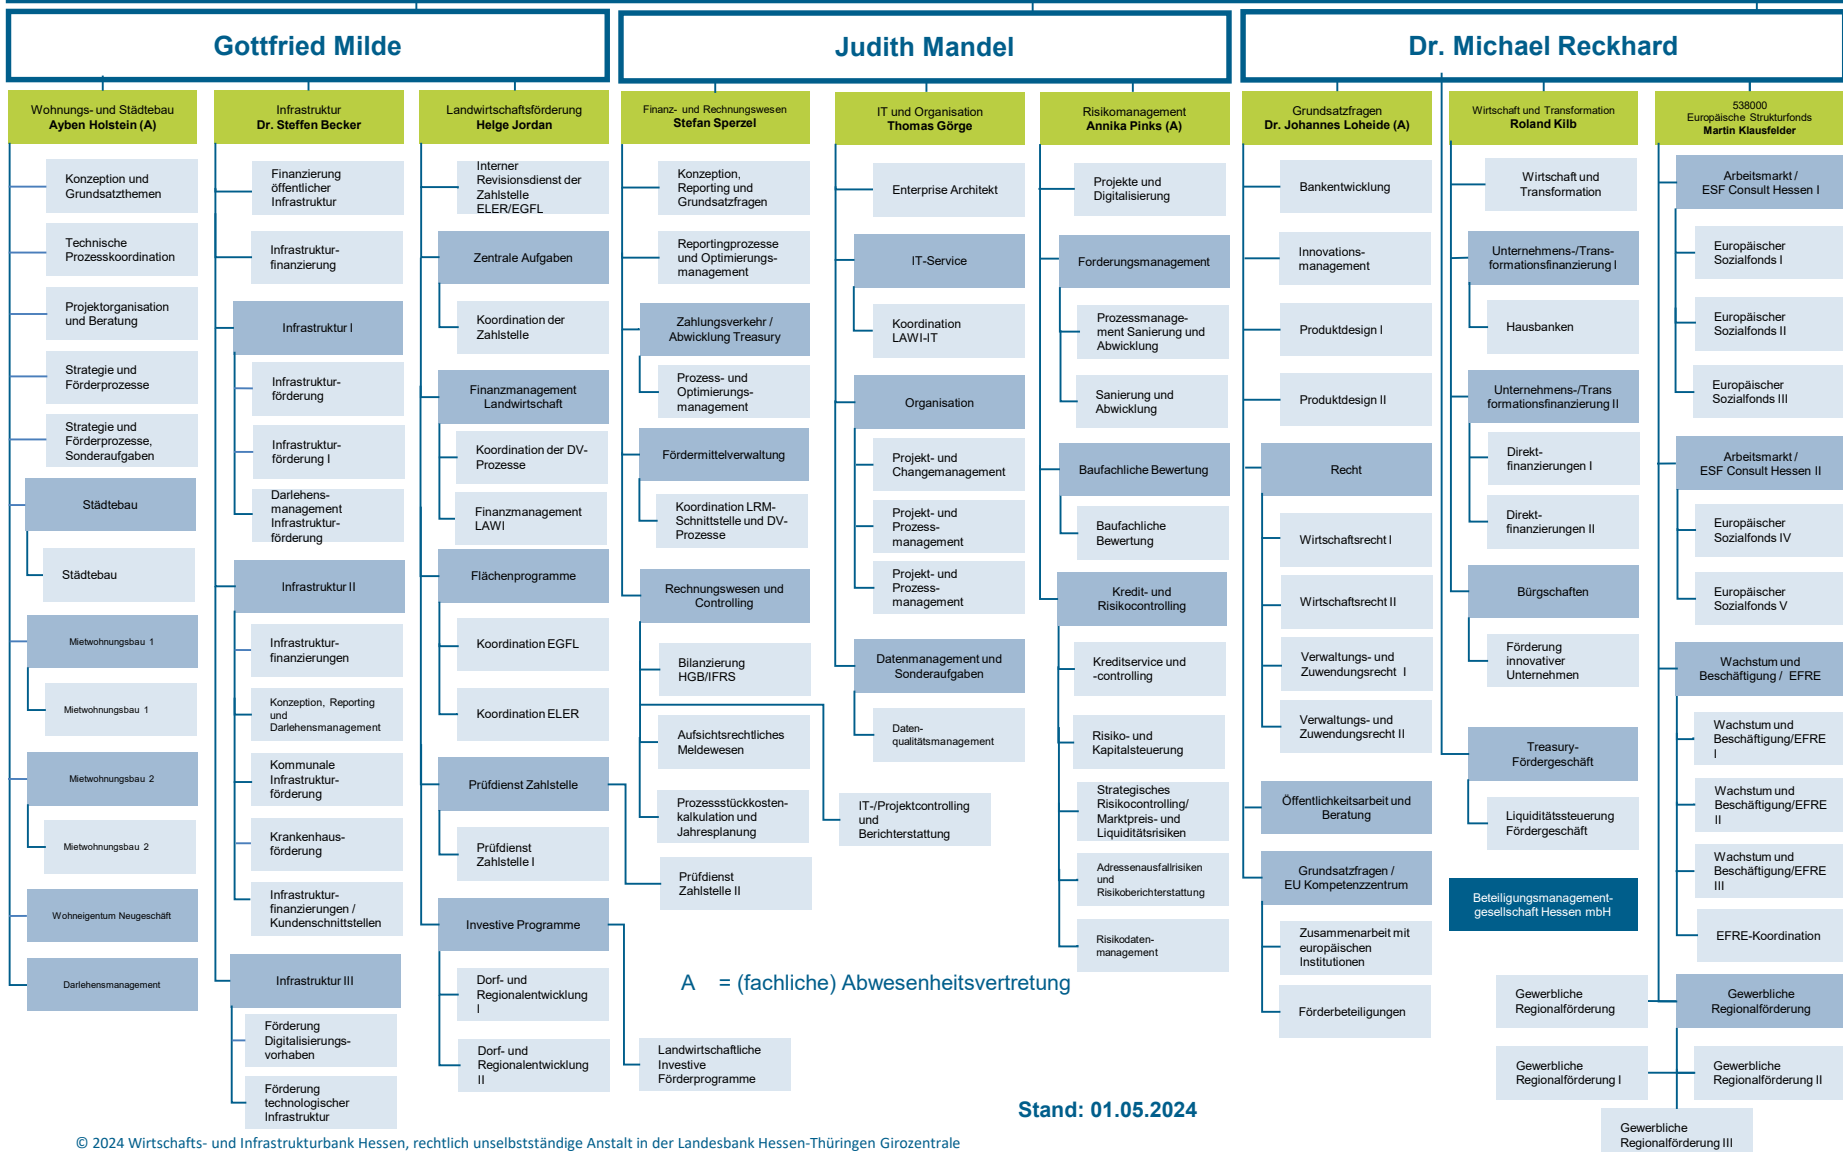 Gottfried Milde
Judith Mandel
Dr. Michael Reckhard
Wohnungs- und Städtebau
Ayben Holstein (A)
Konzeption und
Grundsatzthemen
Technische
Prozesskoordination
Projektorganisation
und Beratung
Strategie und
Förderprozesse
Strategie und
Förderprozesse,
Sonderaufgaben
Städtebau
Städtebau
Mietwohnungsbau 1
Mietwohnungsbau 1
Mietwohnungsbau 2
Mietwohnungsbau 2
Wohneigentum Neugeschäft
Darlehensmanagement
Infrastruktur
Dr. Steffen Becker
Finanzierung
öffentlicher
Infrastruktur
Infrastruktur-
finanzierung
Infrastruktur I
Infrastruktur-
förderung
Infrastruktur-
förderung I
Darlehens-
management
Infrastruktur-
förderung
Infrastruktur II
Infrastruktur-
finanzierungen
Konzeption, Reporting
und
Darlehensmanagement
Kommunale
Infrastruktur-
förderung
Krankenhaus-
förderung
Infrastruktur-
finanzierungen /
Kundenschnittstellen
Infrastruktur III
Förderung
Digitalisierungs-
vorhaben
Förderung
technologischer
Infrastruktur
Landwirtschaftsförderung
Helge Jordan
Interner
Revisionsdienst der
Zahlstelle
ELER/EGFL
Zentrale Aufgaben
Koordination der
Zahlstelle
Finanzmanagement
Landwirtschaft
Koordination der DV-
Prozesse
Finanzmanagement
LAWI
Flächenprogramme
Koordination EGFL
Koordination ELER
Prüfdienst Zahlstelle
Prüfdienst
Zahlstelle I
Prüfdienst
Zahlstelle II
Investive Programme
Dorf- und
Regionalentwicklung
I
Dorf- und
Regionalentwicklung
II
Landwirtschaftliche
Investive
Förderprogramme
Finanz- und Rechnungswesen
Stefan Sperzel
Konzeption,
Reporting und
Grundsatzfragen
Reportingprozesse
und Optimierungs-
management
Zahlungsverkehr /
Abwicklung Treasury
Prozess- und
Optimierungs-
management
Fördermittelverwaltung
Koordination LRM-
Schnittstelle und DV-
Prozesse
Rechnungswesen und
Controlling
Bilanzierung
HGB/IFRS
Aufsichtsrechtliches
Meldewesen
Prozessstückkosten-
kalkulation und
Jahresplanung
IT-/Projektcontrolling
und
Berichterstattung
IT und Organisation
Thomas Görge
Enterprise Architekt
IT-Service
Koordination
LAWI-IT
Organisation
Projekt- und
Changemanagement
Projekt- und
Prozess-
management
Projekt- und
Prozess-
management
Datenmanagement und
Sonderaufgaben
Daten-
qualitätsmanagement
Risikomanagement
Annika Pinks (A)
Projekte und
Digitalisierung
Forderungsmanagement
Prozessmanage-
ment Sanierung und
Abwicklung
Sanierung und
Abwicklung
Baufachliche Bewertung
Baufachliche
Bewertung
Kredit- und
Risikocontrolling
Kreditservice und
-controlling
Risiko- und
Kapitalsteuerung
Strategisches
Risikocontrolling/
Marktpreis- und
Liquiditätsrisiken
Adressenausfallrisiken
und
Risikoberichterstattung
Risikodaten-
management
Grundsatzfragen
Dr. Johannes Loheide (A)
Bankentwicklung
Innovations-
management
Produktdesign I
Produktdesign II
Recht
Wirtschaftsrecht I
Wirtschaftsrecht II
Verwaltungs- und
Zuwendungsrecht I
Verwaltungs- und
Zuwendungsrecht II
Öffentlichkeitsarbeit und
Beratung
Grundsatzfragen /
EU Kompetenzzentrum
Zusammenarbeit mit
europäischen
Institutionen
Förderbeteiligungen
Wirtschaft und Transformation
Roland Kilb
Wirtschaft und
Transformation
Unternehmens-/Trans-
formationsfinanzierung I
Hausbanken
Unternehmens-/Trans
formationsfinanzierung II
Direkt-
finanzierungen I
Direkt-
finanzierungen II
Bürgschaften
Förderung
innovativer
Unternehmen
Treasury-
Fördergeschäft
Liquiditätssteuerung
Fördergeschäft
Beteiligungsmanagement-
gesellschaft Hessen mbH
538000
Europäische Strukturfonds
Martin Klausfelder
Arbeitsmarkt /
ESF Consult Hessen I
Europäischer
Sozialfonds I
Europäischer
Sozialfonds II
Europäischer
Sozialfonds III
Arbeitsmarkt /
ESF Consult Hessen II
Europäischer
Sozialfonds IV
Europäischer
Sozialfonds V
Wachstum und
Beschäftigung / EFRE
Wachstum und
Beschäftigung/EFRE
I
Wachstum und
Beschäftigung/EFRE
II
Wachstum und
Beschäftigung/EFRE
III
EFRE-Koordination
Gewerbliche
Regionalförderung
Gewerbliche
Regionalförderung
Gewerbliche
Regionalförderung I
Gewerbliche
Regionalförderung II
Gewerbliche
Regionalförderung III
A = (fachliche) Abwesenheitsvertretung
Stand: 01.05.2024
© 2024 Wirtschafts- und Infrastrukturbank Hessen, rechtlich unselbstständige Anstalt in der Landesbank Hessen-Thüringen Girozentrale